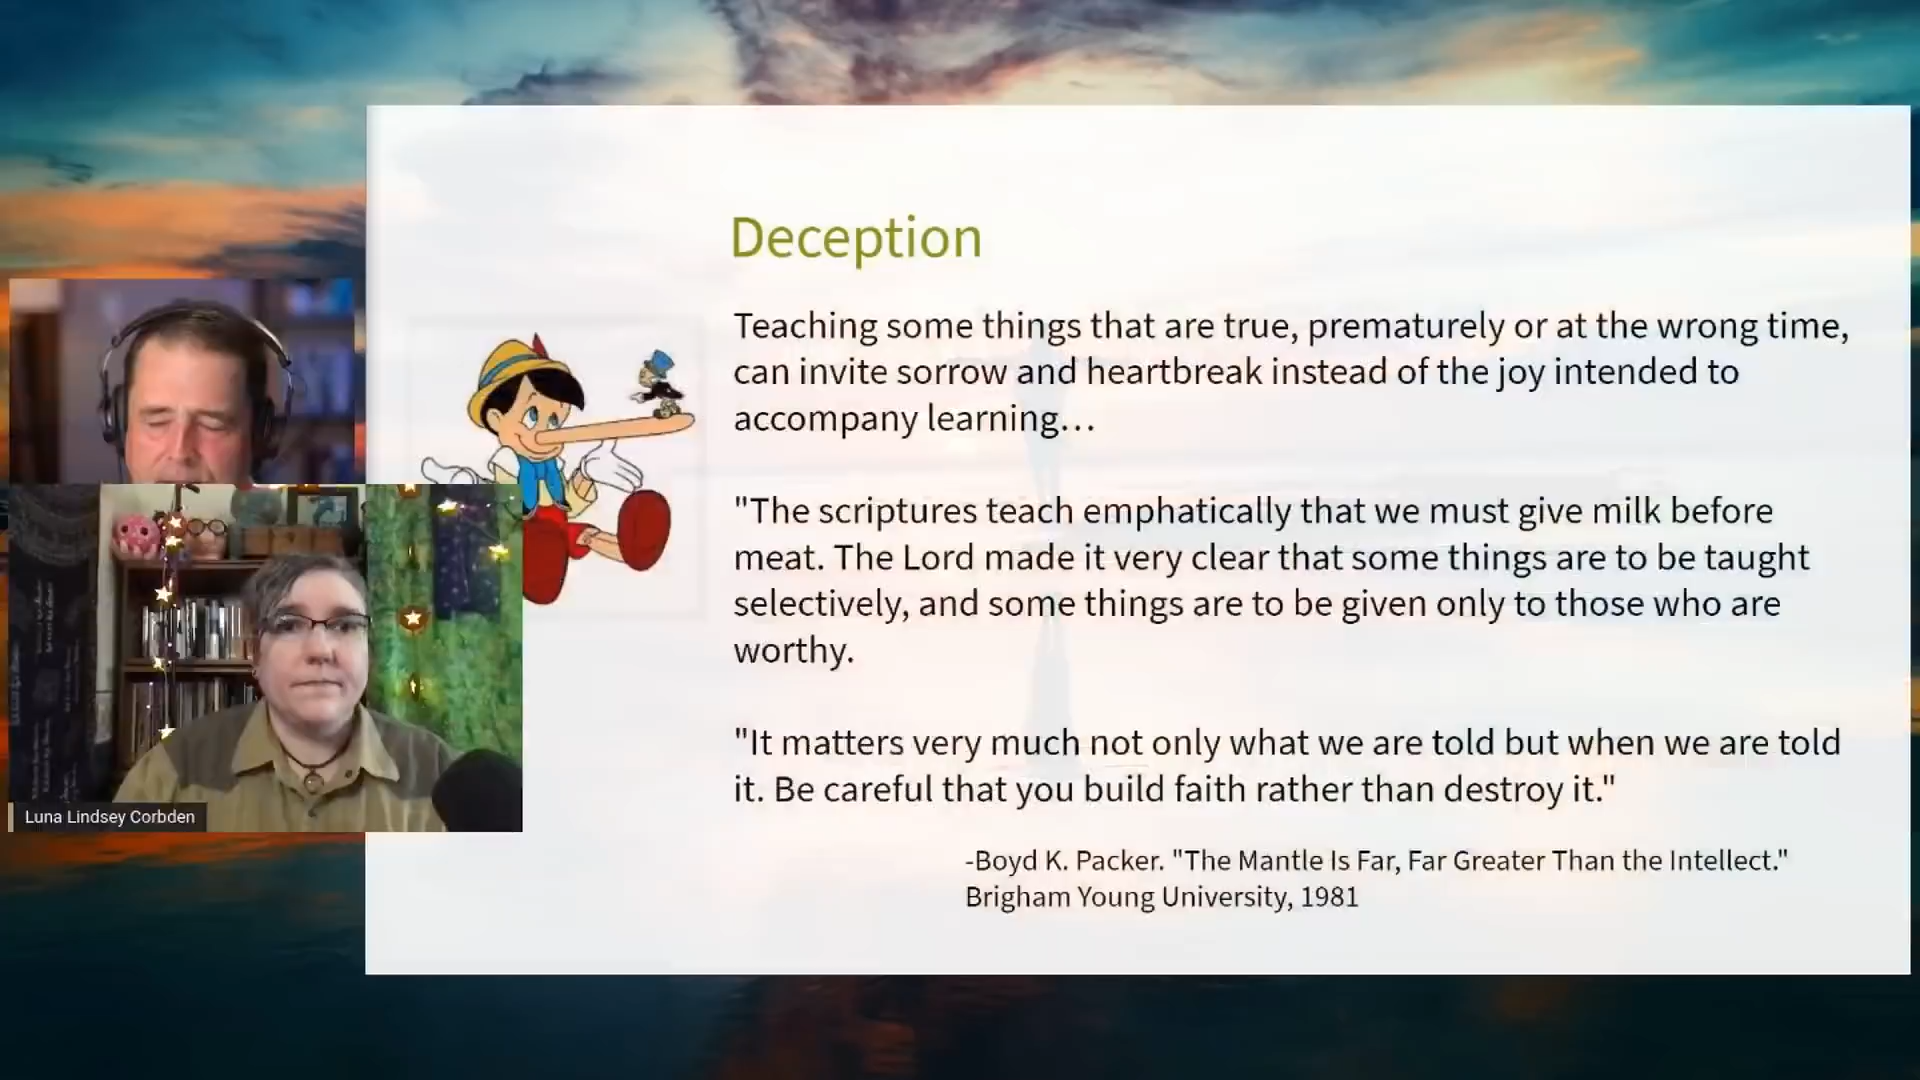 Deception
Teaching some things that are true, prematurely or at the wrong time,
can invite sorrow and heartbreak instead of the joy intended to
accompany learning…
"The scriptures teach emphatically that we must give milk before
meat. The Lord made it very clear that some things are to be taught
selectively, and some things are to be given only to those who are
worthy.
"It matters very much not only what we are told but when we are told
it. Be careful that you build faith rather than destroy it."
-Boyd K. Packer. "The Mantle Is Far, Far Greater Than the Intellect."
Brigham Young University, 1981
Luna Lindsey Corbden